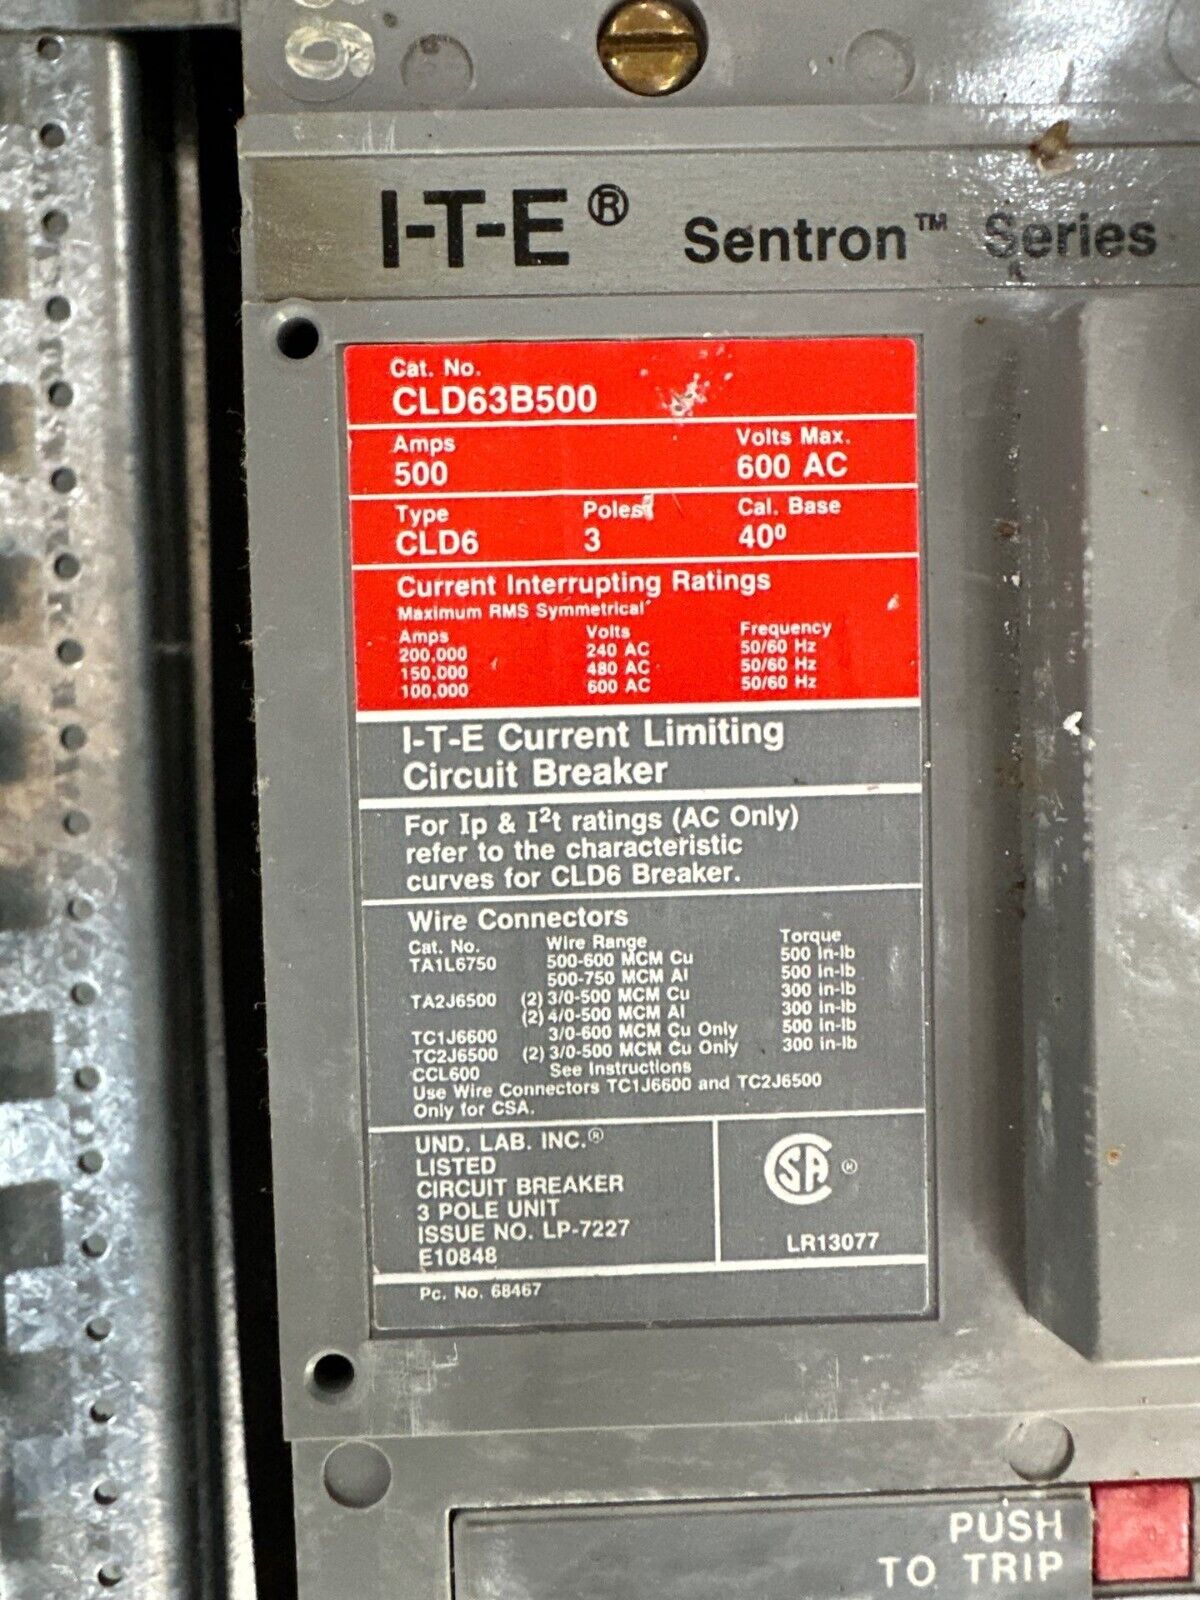 I-T-E® Sentron™ Series
Cat. No.
CLD63B500
Amps Volts Max.
500 600 AC
Type Poles Cal. Base
CLD6 3 40º
Current Interrupting Ratings
Maximum RMS Symmetrical
Amps Volts Frequency
200,000 240 AC 50/60 Hz
150,000 480 AC 50/60 Hz
100,000 600 AC 50/60 Hz
I-T-E Current Limiting
Circuit Breaker
For Ip & I²t ratings (AC Only)
refer to the characteristic
curves for CLD6 Breaker.
Wire Connectors
Cat. No. Wire Range Torque
TA1L6750 500-600 MCM Cu 500 in-lb
500-750 MCM Al 500 in-lb
TA2J6500 (2) 3/0-500 MCM Cu 300 in-lb
(2) 4/0-500 MCM Al 300 in-lb
TC1J6600 3/0-600 MCM Cu Only 500 in-lb
TC2J6500 (2) 3/0-500 MCM Cu Only 300 in-lb
CCL600 See Instructions
Use Wire Connectors TC1J6600 and TC2J6500
Only for CSA.
UND. LAB. INC.®
LISTED
CIRCUIT BREAKER
3 POLE UNIT
ISSUE NO. LP-7227
E10848
CSA ®
LR13077
Pc. No. 68467
PUSH
TO TRIP